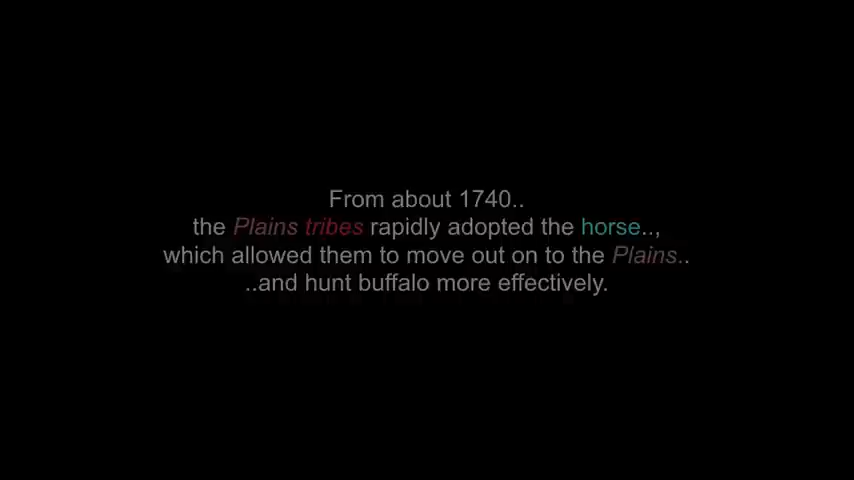 From about 1740..
the Plains tribes rapidly adopted the horse..,
which allowed them to move out on to the Plains..
..and hunt buffalo more effectively.